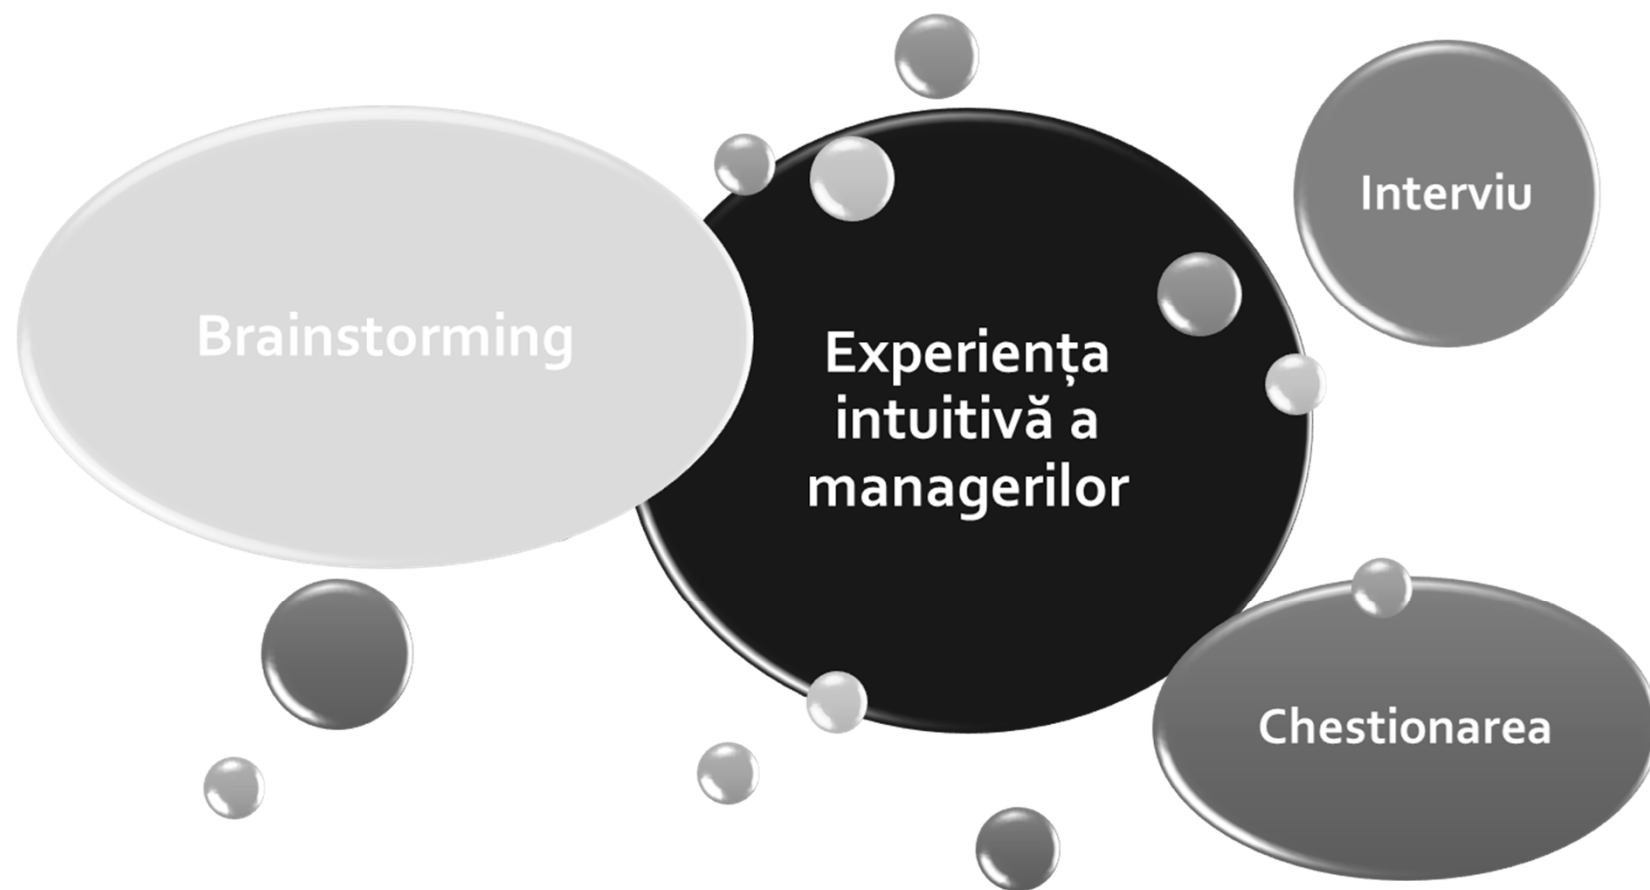 Brainstorming
Experiența
intuitivă a
managerilor
Interviu
Chestionarea